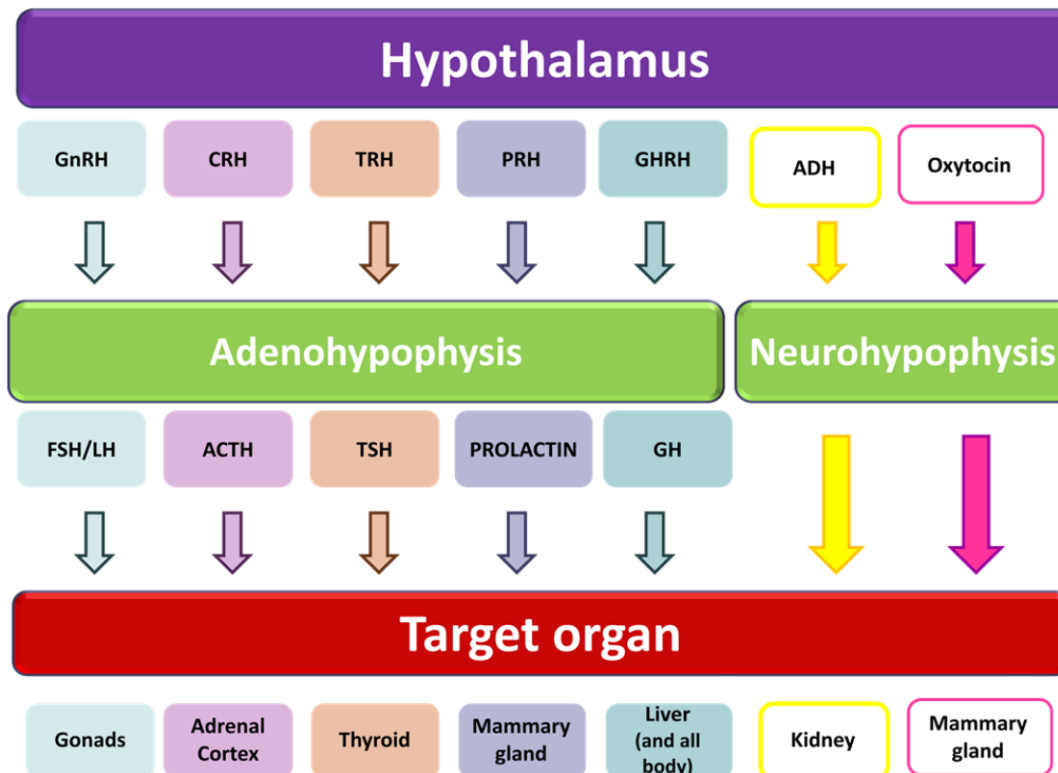 Hypothalamus
GnRH
CRH
TRH
PRH
GHRH
ADH
Oxytocin
Adenohypophysis
Neurohypophysis
FSH/LH
ACTH
TSH
PROLACTIN
GH
Target organ
Gonads
Adrenal
Cortex
Thyroid
Mammary
gland
Liver
(and all
body)
Kidney
Mammary
gland